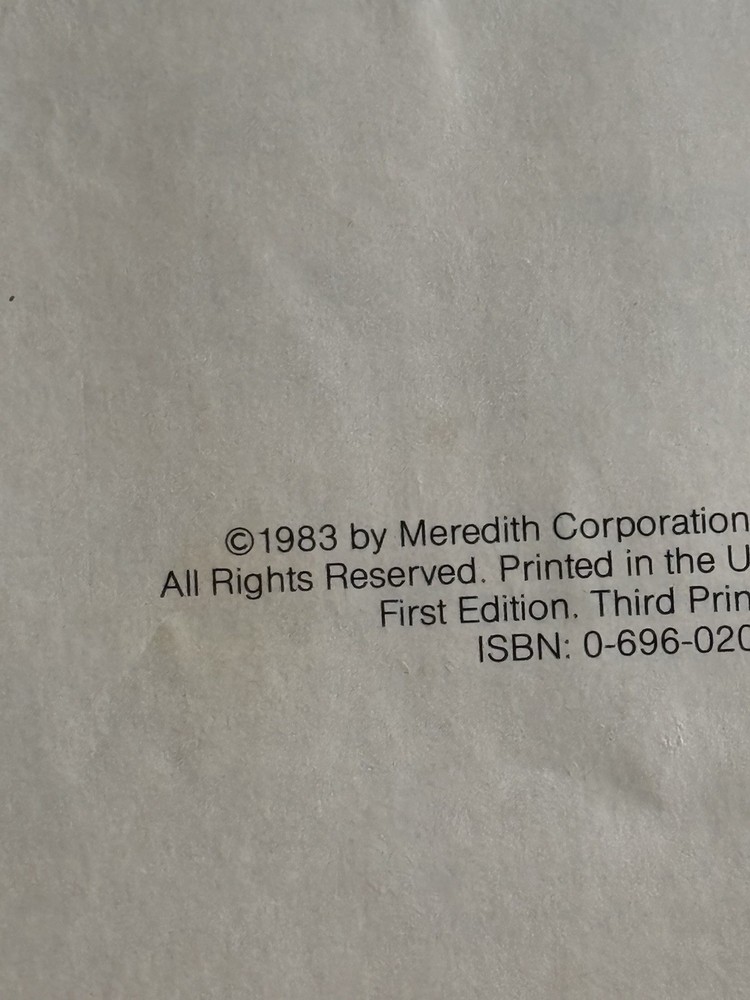 ©1983 by Meredith Corporation
All Rights Reserved. Printed in the U
First Edition. Third Prin
ISBN: 0-696-020